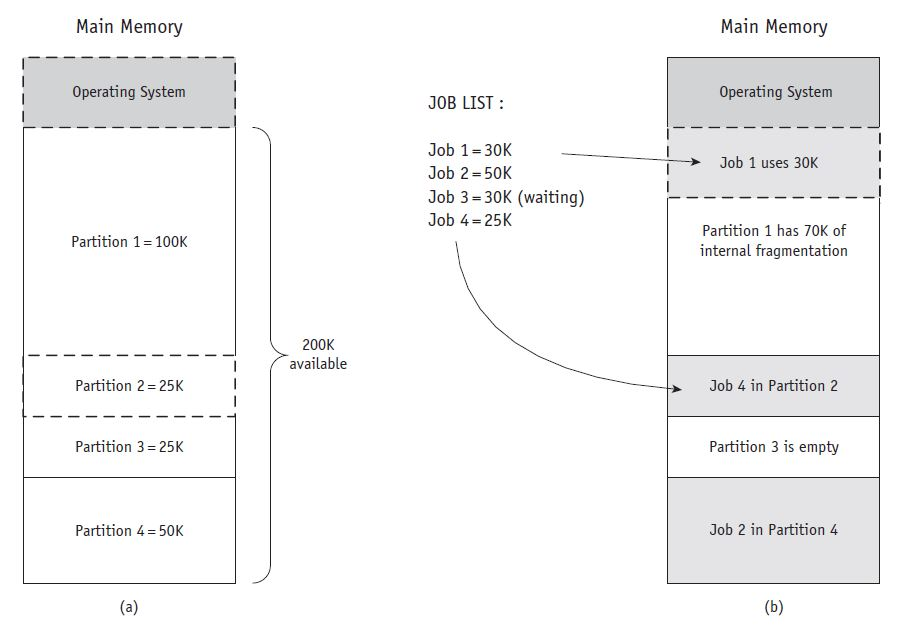 Main Memory
Operating System
Partition 1 = 100K
Partition 2 = 25K
Partition 3 = 25K
Partition 4 = 50K
200K
available
(a)
JOB LIST :
Job 1 = 30K
Job 2 = 50K
Job 3 = 30K (waiting)
Job 4 = 25K
Main Memory
Operating System
Job 1 uses 30K
Partition 1 has 70K of
internal fragmentation
Job 4 in Partition 2
Partition 3 is empty
Job 2 in Partition 4
(b)